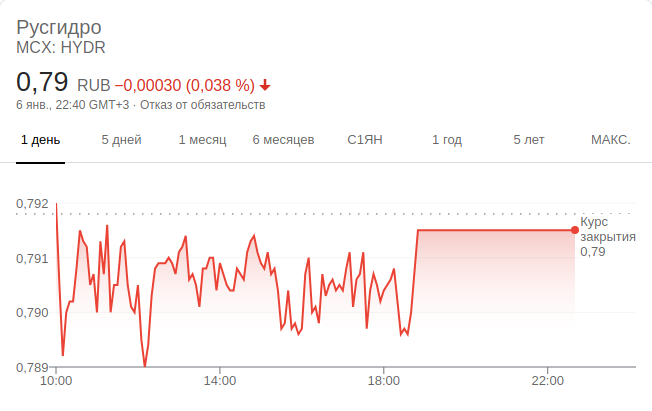 Русгидро
MCX: HYDR
0,79 RUB −0,00030 (0,038 %)
6 янв., 22:40 GMT+3 · Отказ от обязательств
1 день 5 дней 1 месяц 6 месяцев С1ЯН 1 год 5 лет МАКС.
0,792
Курс
закрытия
0,79
0,791
0,790
0,789
10:00 14:00 18:00 22:00